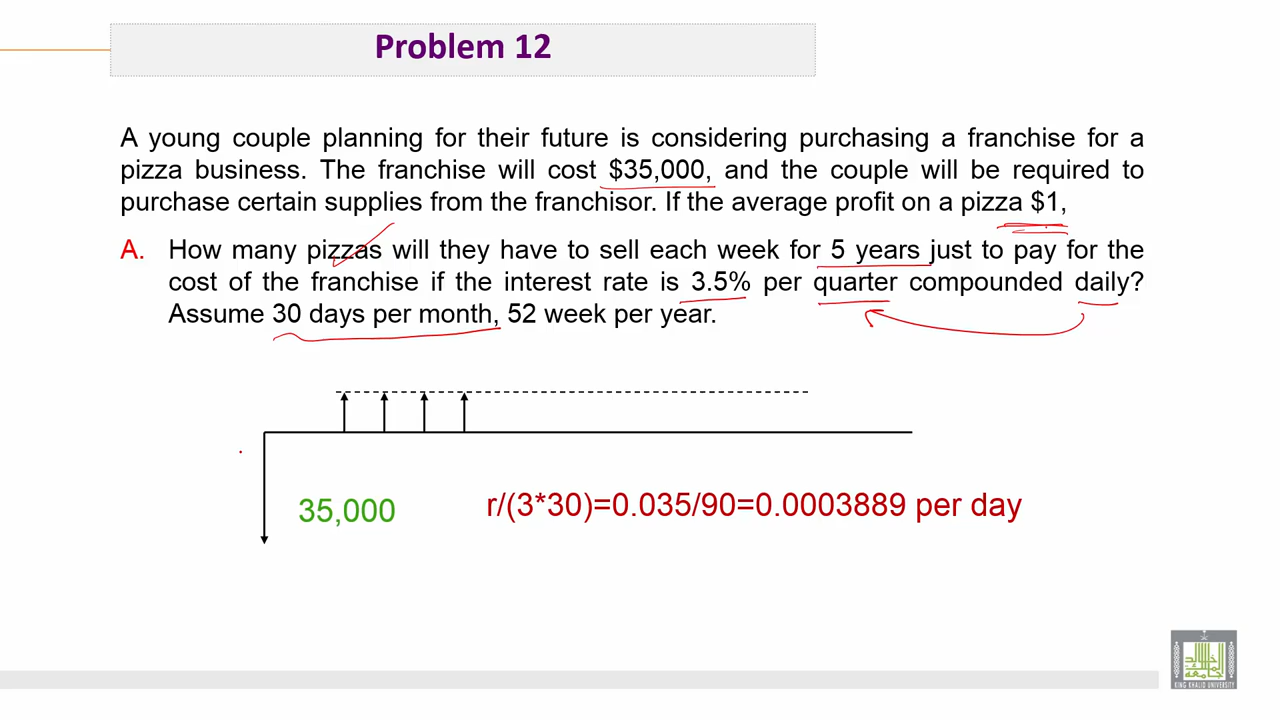 Problem 12
A young couple planning for their future is considering purchasing a franchise for a
pizza business. The franchise will cost $35,000, and the couple will be required to
purchase certain supplies from the franchisor. If the average profit on a pizza $1,
A. How many pizzas will they have to sell each week for 5 years just to pay for the
cost of the franchise if the interest rate is 3.5% per quarter compounded daily?
Assume 30 days per month, 52 week per year.
35,000
r/(3*30)=0.035/90=0.0003889 per day
KING KHALID UNIVERSITY